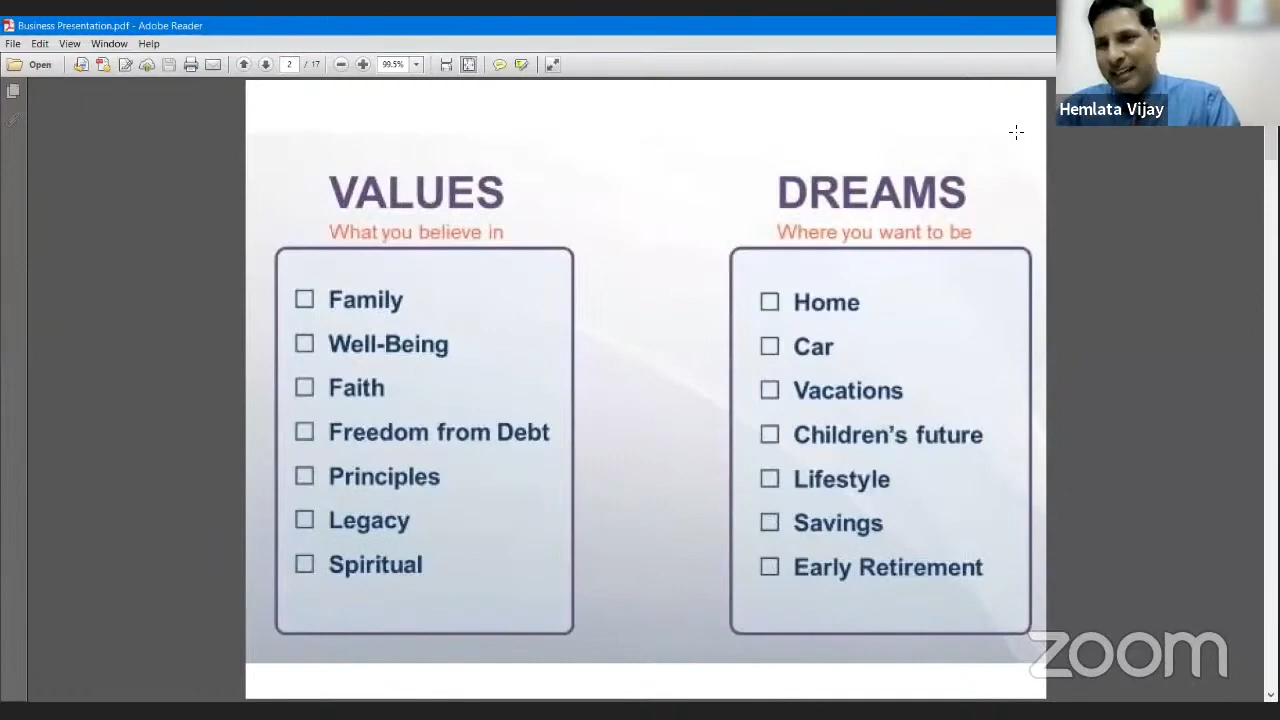 Business Presentation.pdf - Adobe Reader
File Edit View Window Help
Open 2 / 17 99.5%
Hemlata Vijay
VALUES
What you believe in
Family
Well-Being
Faith
Freedom from Debt
Principles
Legacy
Spiritual
DREAMS
Where you want to be
Home
Car
Vacations
Children’s future
Lifestyle
Savings
Early Retirement
zoom